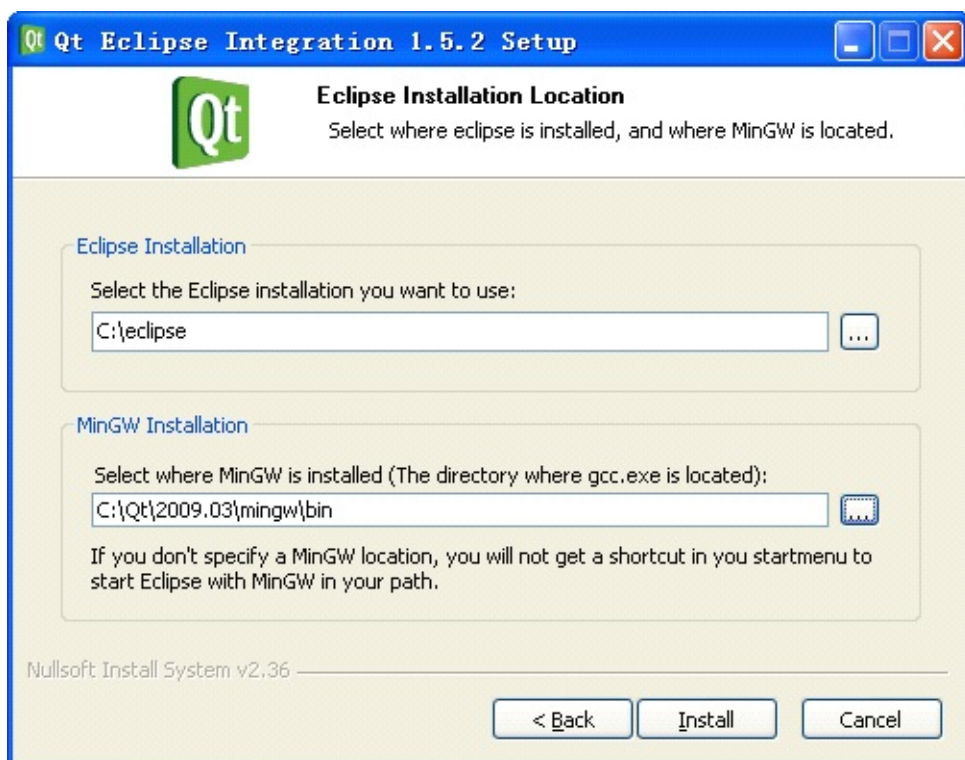 Qt Qt Eclipse Integration 1.5.2 Setup
Qt
Eclipse Installation Location
Select where eclipse is installed, and where MinGW is located.
Eclipse Installation
Select the Eclipse installation you want to use:
C:\eclipse
...
MinGW Installation
Select where MinGW is installed (The directory where gcc.exe is located):
C:\Qt\2009.03\mingw\bin
...
If you don't specify a MinGW location, you will not get a shortcut in you startmenu to
start Eclipse with MinGW in your path.
Nullsoft Install System v2.36
< Back Install Cancel